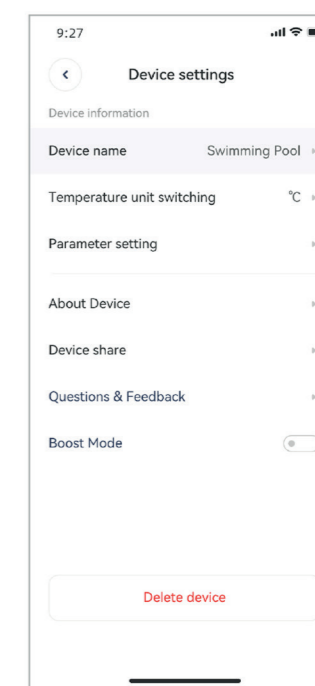 9:27
Device settings
Device information
Device name Swimming Pool
Temperature unit switching °C
Parameter setting
About Device
Device share
Questions & Feedback
Boost Mode
Delete device